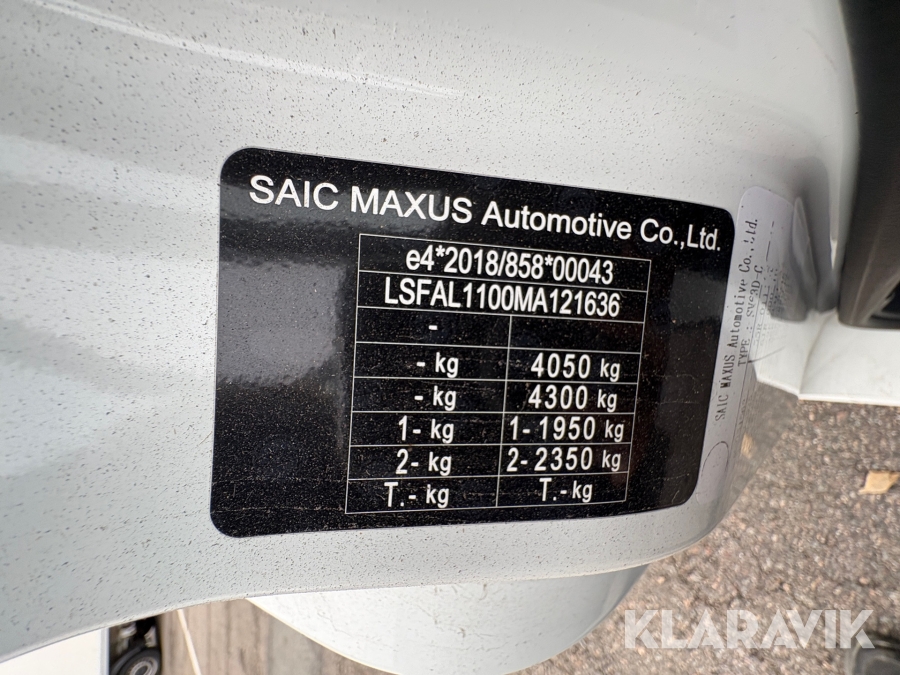 SAIC MAXUS Automotive Co.,Ltd.
e4*2018/858*00043
LSFAL1100MA121636
-
- kg 4050 kg
- kg 4300 kg
1- kg 1-1950 kg
2- kg 2-2350 kg
T.- kg T.- kg
SAIC MAXUS Automotive Co., Ltd.
TYPE :
KLARAVIK